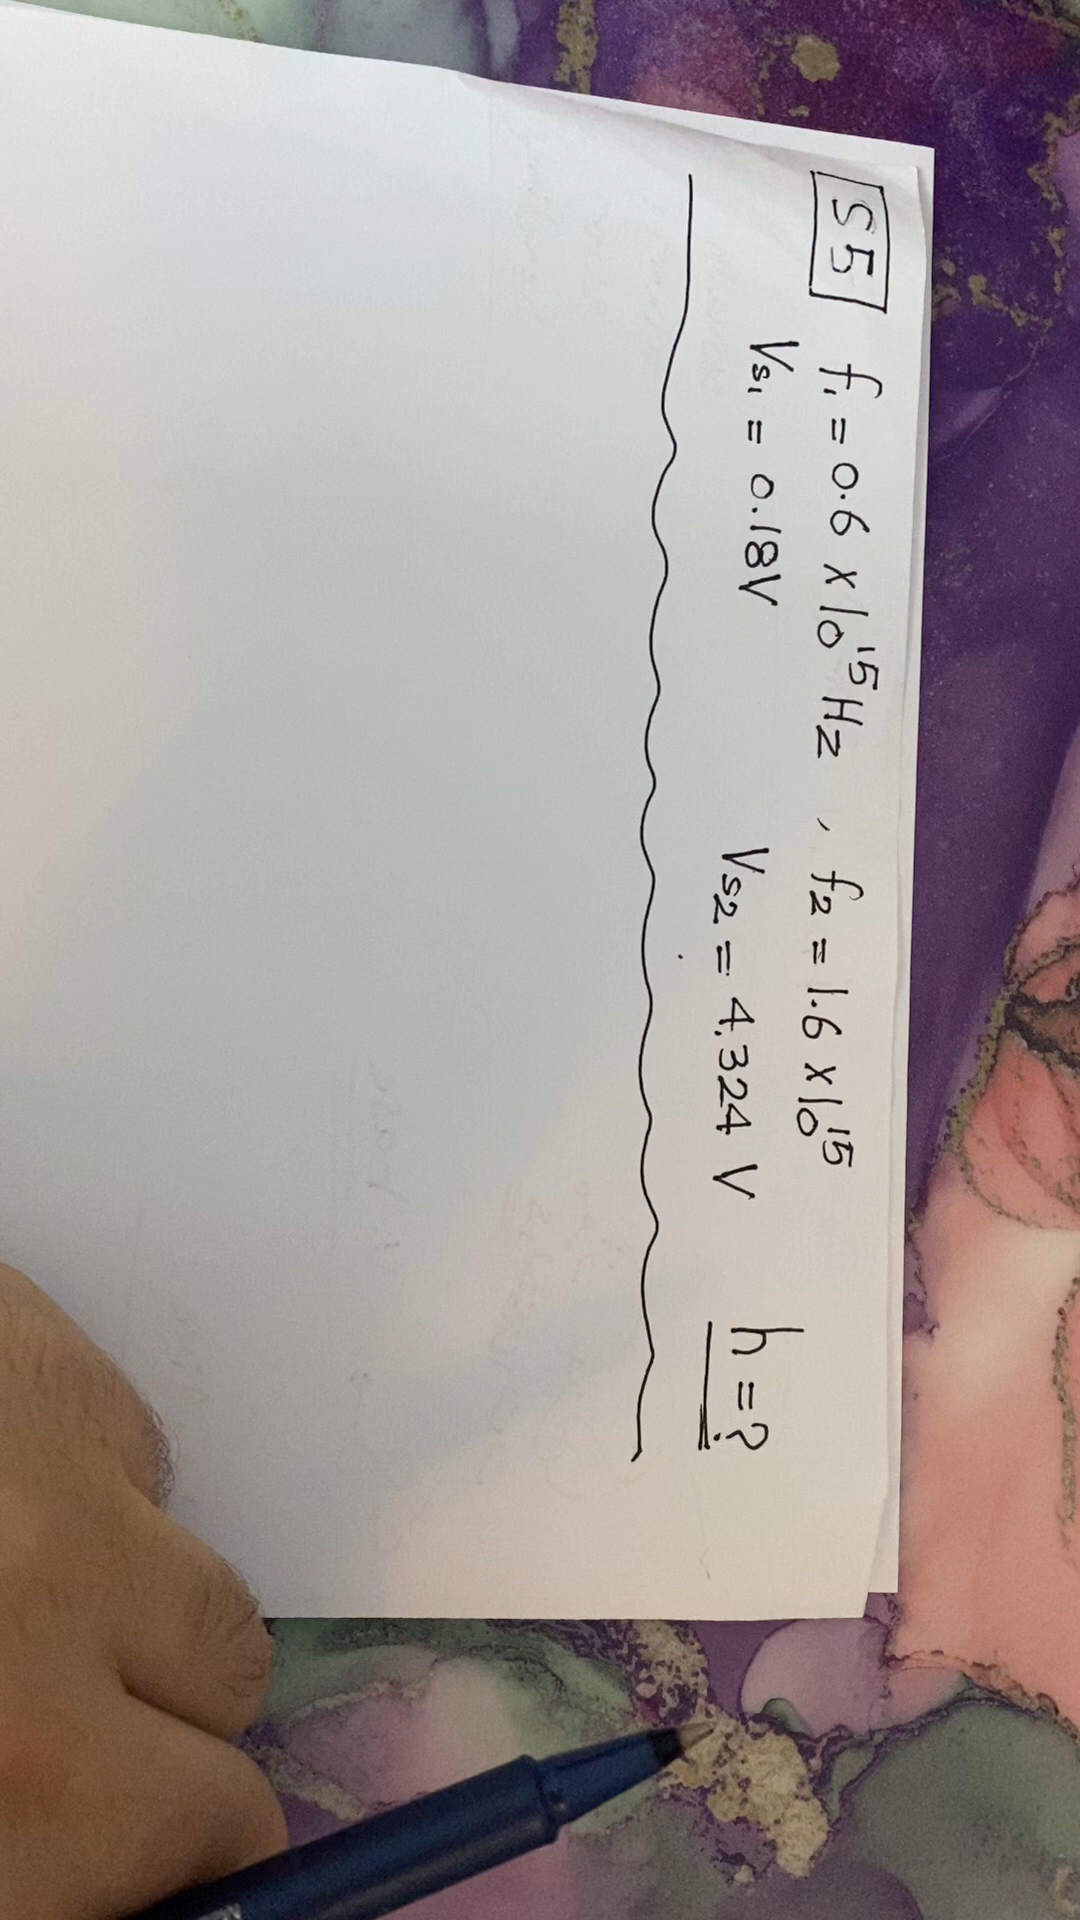 S5 f₁ = 0.6 x 10¹⁵ Hz , f₂ = 1.6 x 10¹⁵
Vs₁ = 0.18V Vs₂ = 4.324 V h = ?